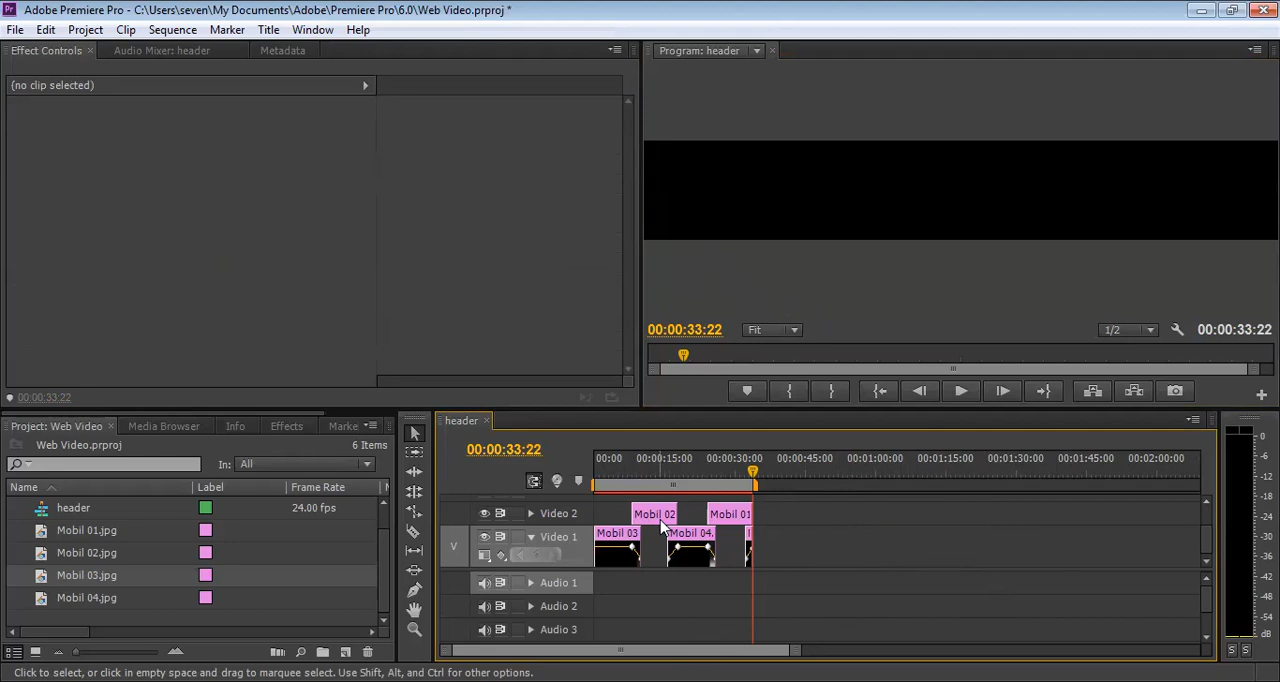 Adobe Premiere Pro - C:\Users\seven\My Documents\Adobe\Premiere Pro\6.0\Web Video.prproj *
File Edit Project Clip Sequence Marker Title Window Help
Effect Controls Audio Mixer: header Metadata
Program: header
(no clip selected)
00:00:33:22 Fit 1/2 00:00:33:22
00:00:33:22
Project: Web Video Media Browser Info Effects Marke
header
Web Video.prproj 6 Items
00:00:33:22
In: All
00:00 00:00:15:00 00:00:30:00 00:00:45:00 00:01:00:00 00:01:15:00 00:01:30:00 00:01:45:00 00:02:00:00
Name Label Frame Rate
header 24.00 fps
Mobil 01.jpg
Mobil 02.jpg
Mobil 03.jpg
Mobil 04.jpg
Video 2 Mobil 02 Mobil 01
V Video 1 Mobil 03 Mobil 04.
Audio 1
Audio 2
Audio 3
0
-6
-12
-18
-24
-30
-36
-42
-48
-54
dB
S S
Click to select, or click in empty space and drag to marquee select. Use Shift, Alt, and Ctrl for other options.